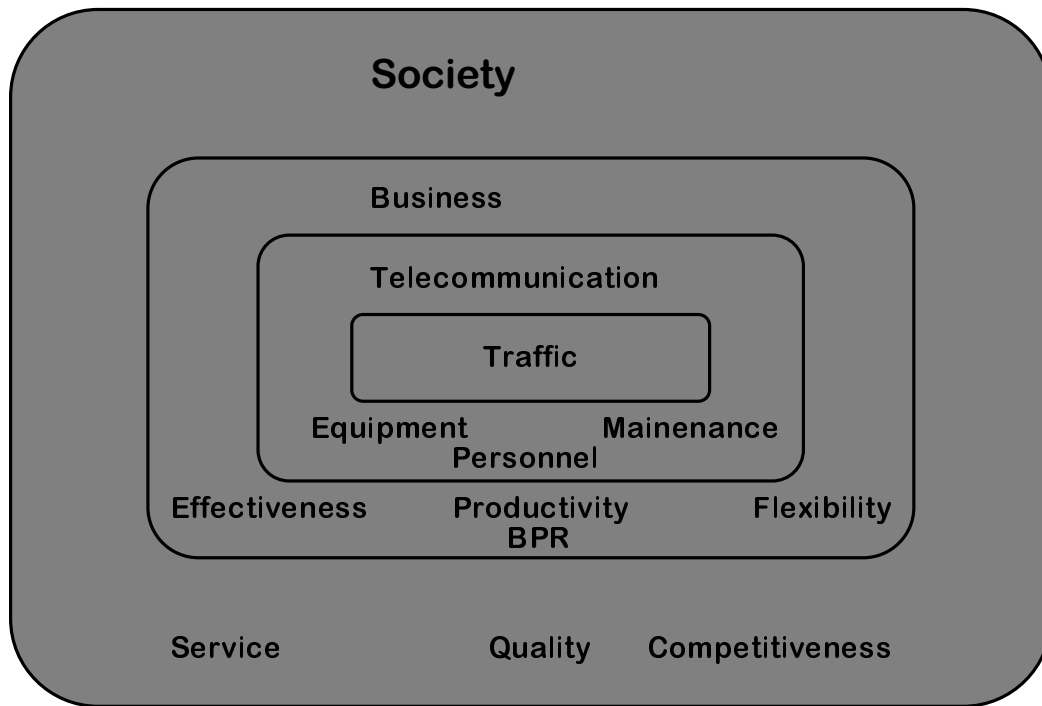 Society
Business
Telecommunication
Traffic
Equipment Mainenance
Personnel
Effectiveness Productivity Flexibility
BPR
Service Quality Competitiveness